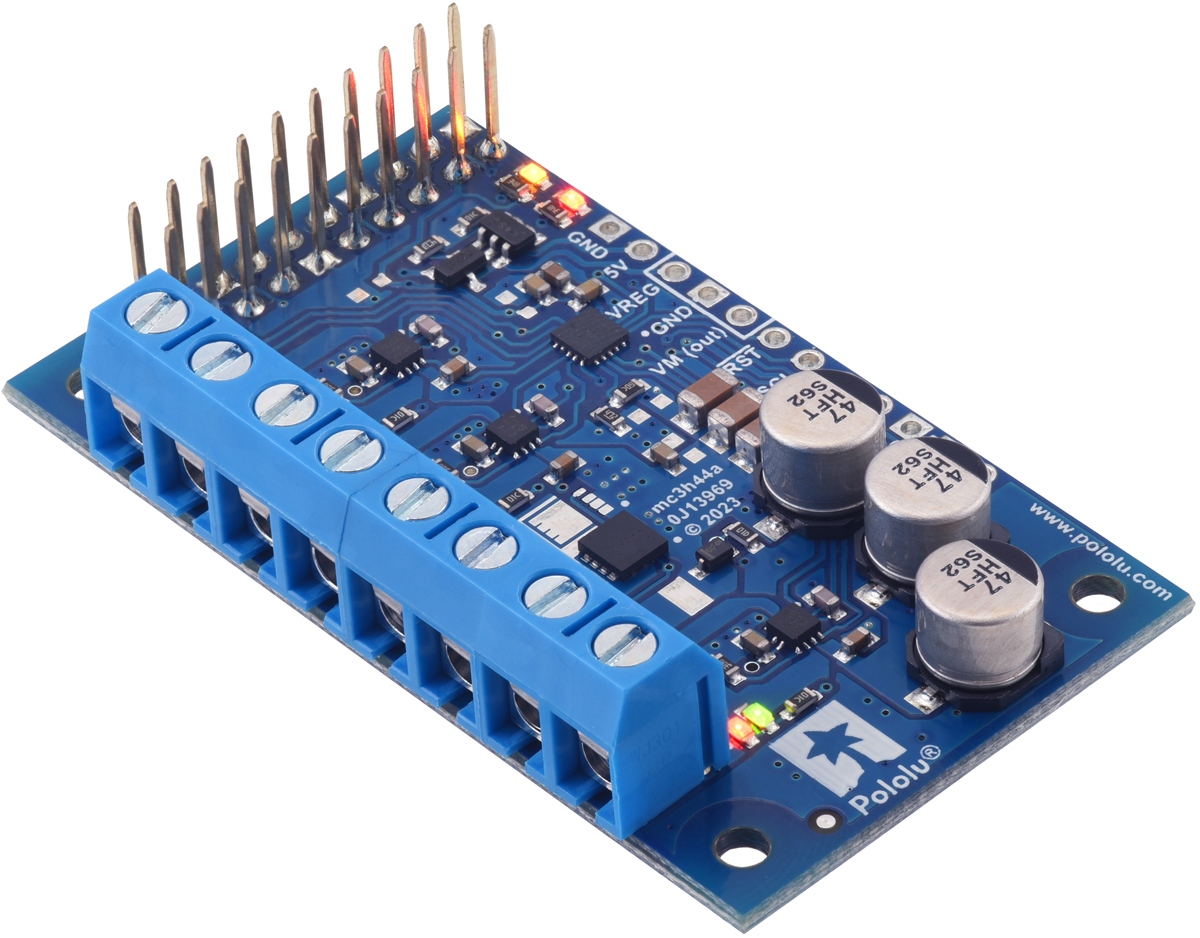 GND
5V
VREG
GND
VM (out)
RST
47
HFT
S62
47
HFT
S62
47
HFT
S62
mc3h44a
0J13969
© 2023
www.pololu.com
Pololu®